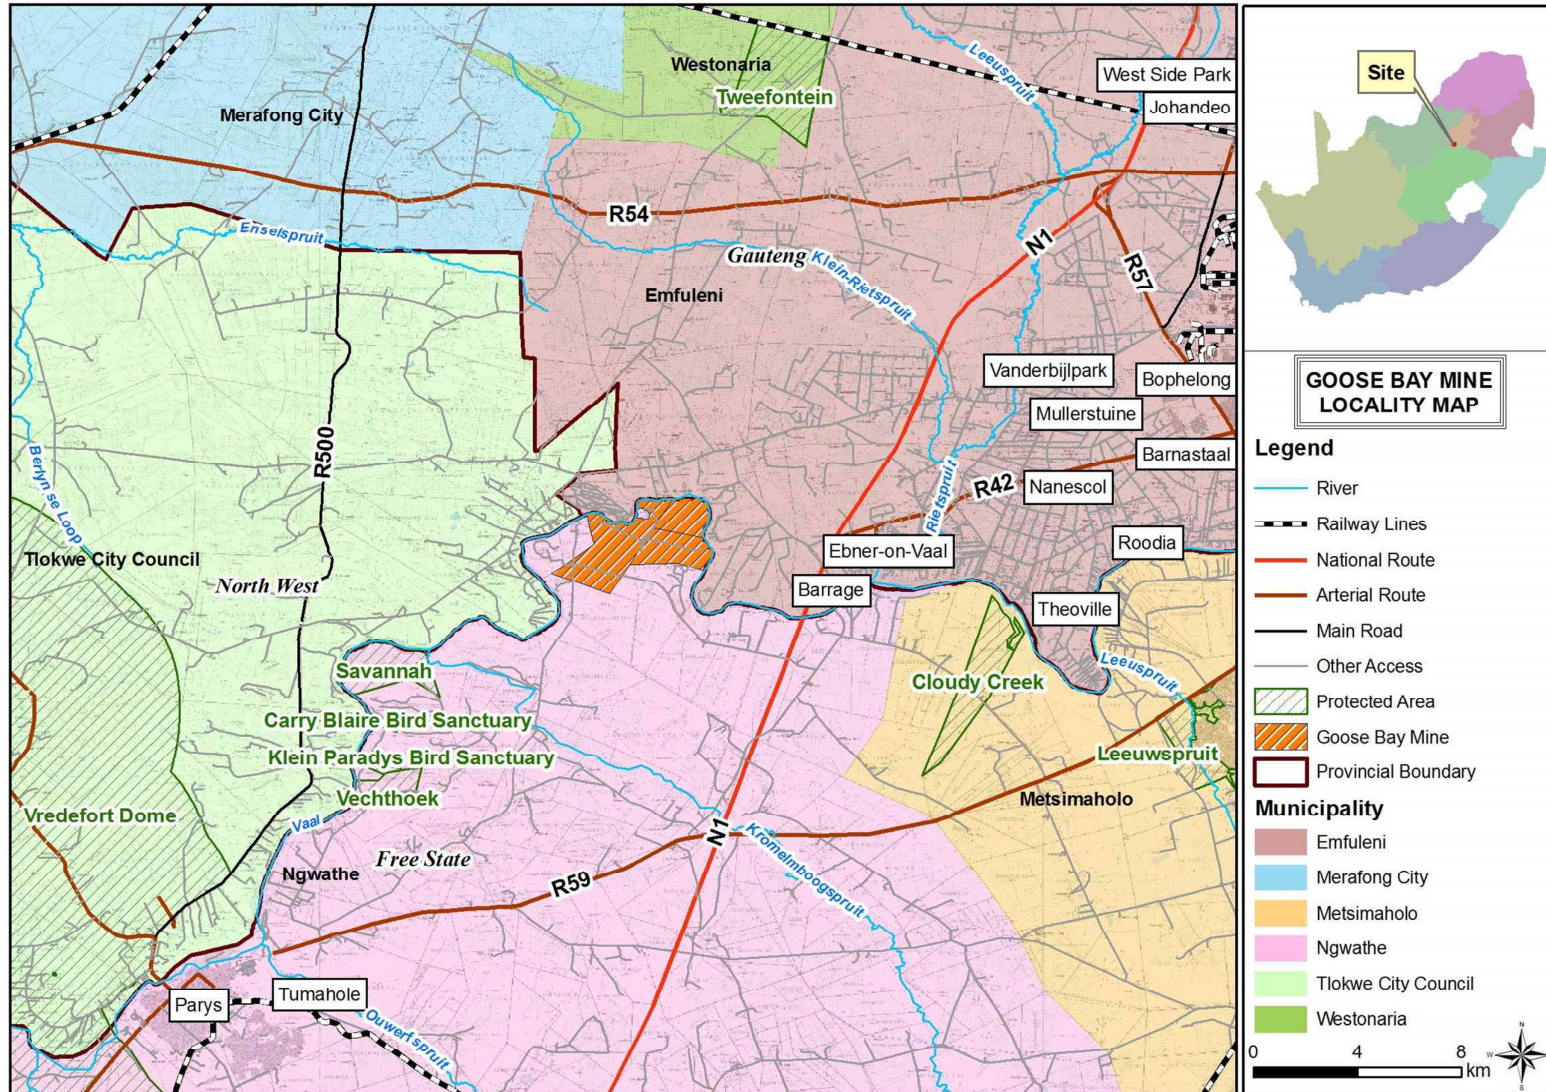 Westonaria
Tweefontein
Leeuspruit
West Side Park
Johandeo
Merafong City
R54
Enselspruit
Gauteng
Klein-Rietspruit
N1
R57
Emfuleni
Vanderbijlpark
Bophelong
Mullerstuine
R500
Berlyn se Loop
Barnastaal
Rietspruit
R42
Nanescol
Tlokwe City Council
Ebner-on-Vaal
Roodia
North West
Barrage
Theoville
Savannah
Leeuspruit
Cloudy Creek
Carry Blaire Bird Sanctuary
Klein Paradys Bird Sanctuary
Leeuwspruit
Vechthoek
Metsimaholo
Vredefort Dome
Vaal
N1
Kromelmboogspruit
Free State
Ngwathe
R59
Parys
Tumahole
Ouwerfspruit
Site
GOOSE BAY MINE
LOCALITY MAP
Legend
River
Railway Lines
National Route
Arterial Route
Main Road
Other Access
Protected Area
Goose Bay Mine
Provincial Boundary
Municipality
Emfuleni
Merafong City
Metsimaholo
Ngwathe
Tlokwe City Council
Westonaria
0 4 8
km
N
W E
S